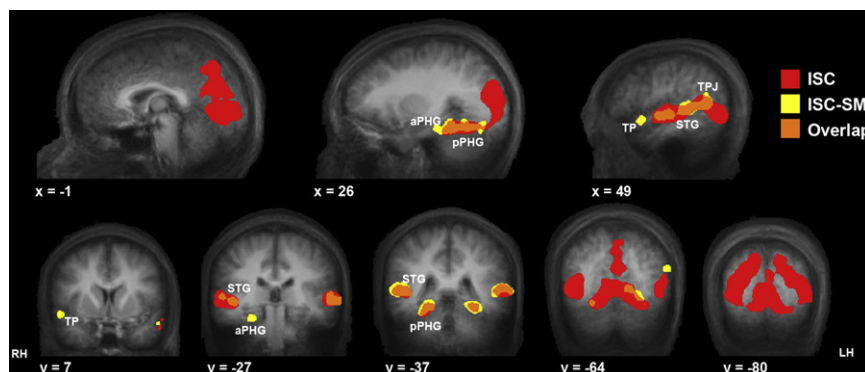 ISC
ISC-SM
Overlap
TPJ
aPHG
TP
STG
pPHG
x = -1
x = 26
x = 49
STG
STG
TP
aPHG
pPHG
RH
LH
y = 7
y = -27
y = -37
y = -64
y = -80